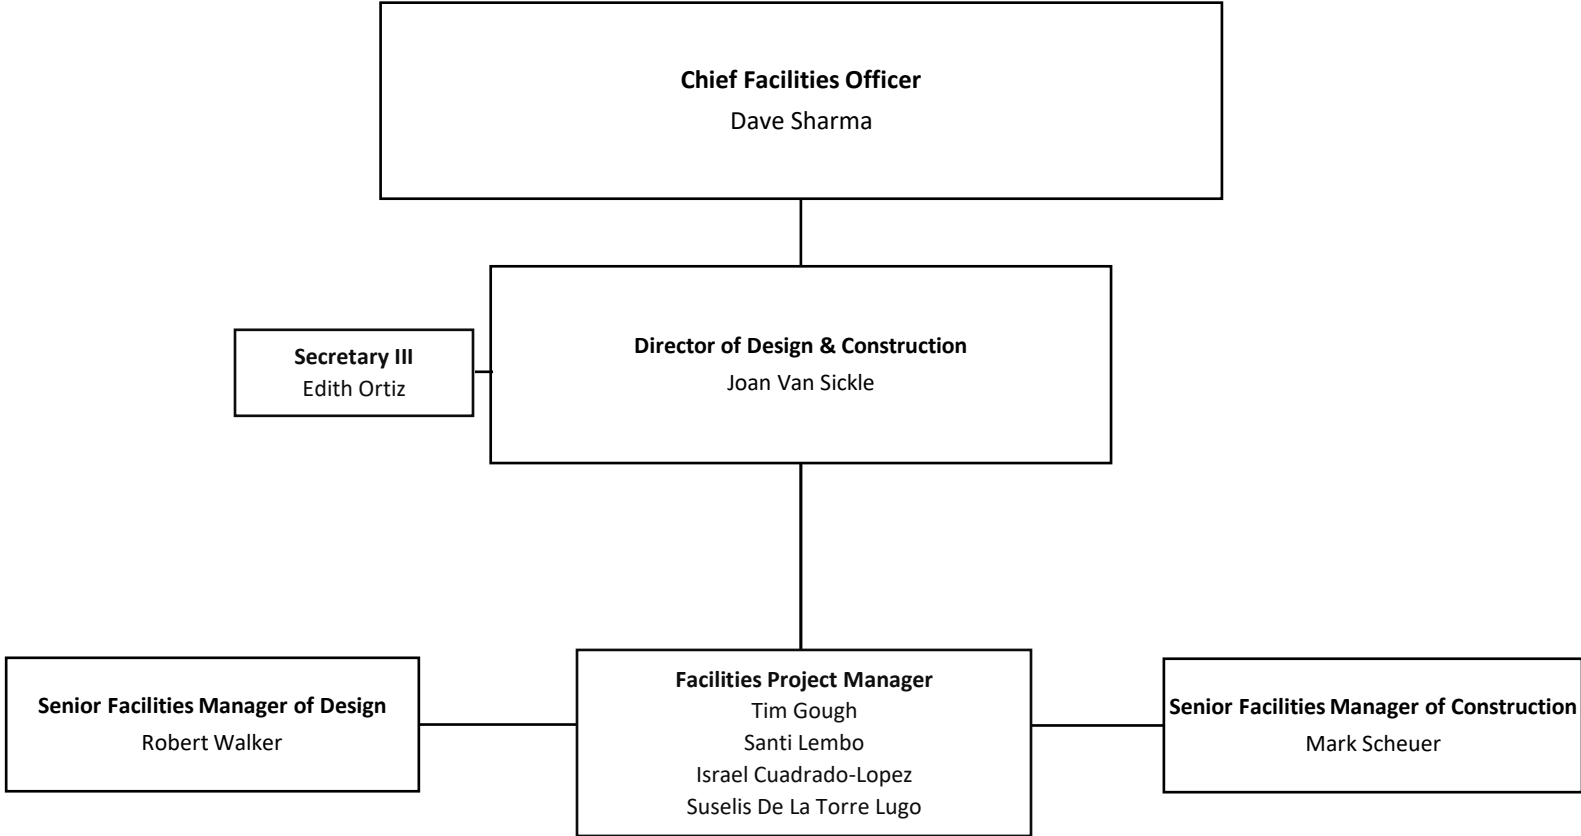 Chief Facilities Officer
Dave Sharma
Secretary III
Edith Ortiz
Director of Design & Construction
Joan Van Sickle
Senior Facilities Manager of Design
Robert Walker
Facilities Project Manager
Tim Gough
Santi Lembo
Israel Cuadrado-Lopez
Suselis De La Torre Lugo
Senior Facilities Manager of Construction
Mark Scheuer